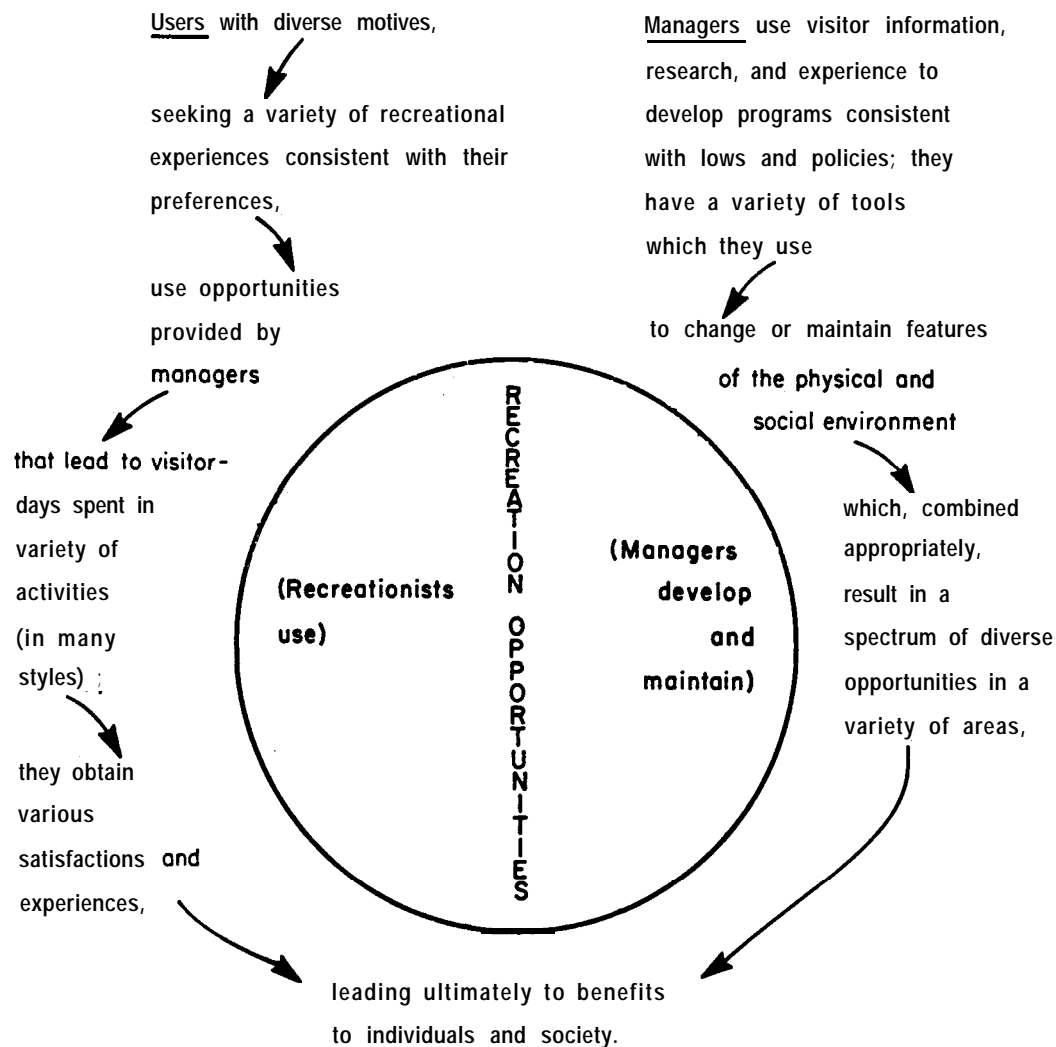 Users with diverse motives,
seeking a variety of recreational
experiences consistent with their
preferences,
use opportunities
provided by
managers
that lead to visitor-
days spent in
variety of
activities
(in many
styles) ;
they obtain
various
satisfactions and
experiences,
Managers use visitor information,
research, and experience to
develop programs consistent
with lows and policies; they
have a variety of tools
which they use
to change or maintain features
of the physical and
social environment
which, combined
appropriately,
result in a
spectrum of diverse
opportunities in a
variety of areas,
leading ultimately to benefits
to individuals and society.
RECREATION OPPORTUNITIES
(Recreationists
use)
(Managers
develop
and
maintain)